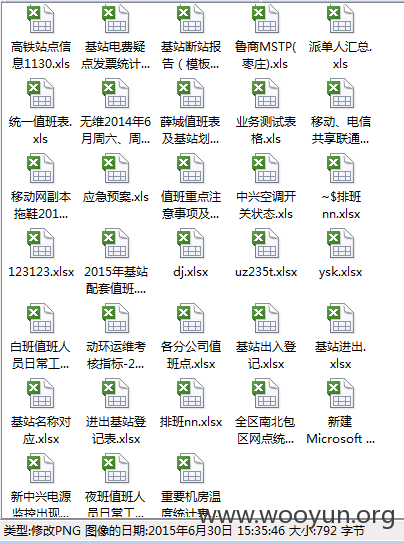 高铁站点信息1130.xls
基站电费疑点发票统计...
基站断站报告（模板...
鲁商MSTP(枣庄).xls
派单人汇总.xls
统一值班表.xls
无维2014年6月周六、周...
薛城值班表及基站划...
业务测试表格.xls
移动、电信共享联通...
移动网副本拖鞋201...
应急预案.xls
值班重点注意事项及...
中兴空调开关状态.xls
~$排班nn.xlsx
123123.xlsx
2015年基站配套值班....
dj.xlsx
uz235t.xlsx
ysk.xlsx
白班值班人员日常工...
动环运维考核指标-2...
各分公司值班点.xlsx
基站出入登记.xlsx
基站进出.xlsx
基站名称对应.xlsx
进出基站登记表.xlsx
排班nn.xlsx
全区南北包区网点统...
新建 Microsoft ...
新中兴电源监控出现...
夜班值班人员日常工...
重要机房温度统计表...
www.wooyun.org
类型:修改PNG 图像的日期:2015年6月30日 15:35:46 大小:792 字节